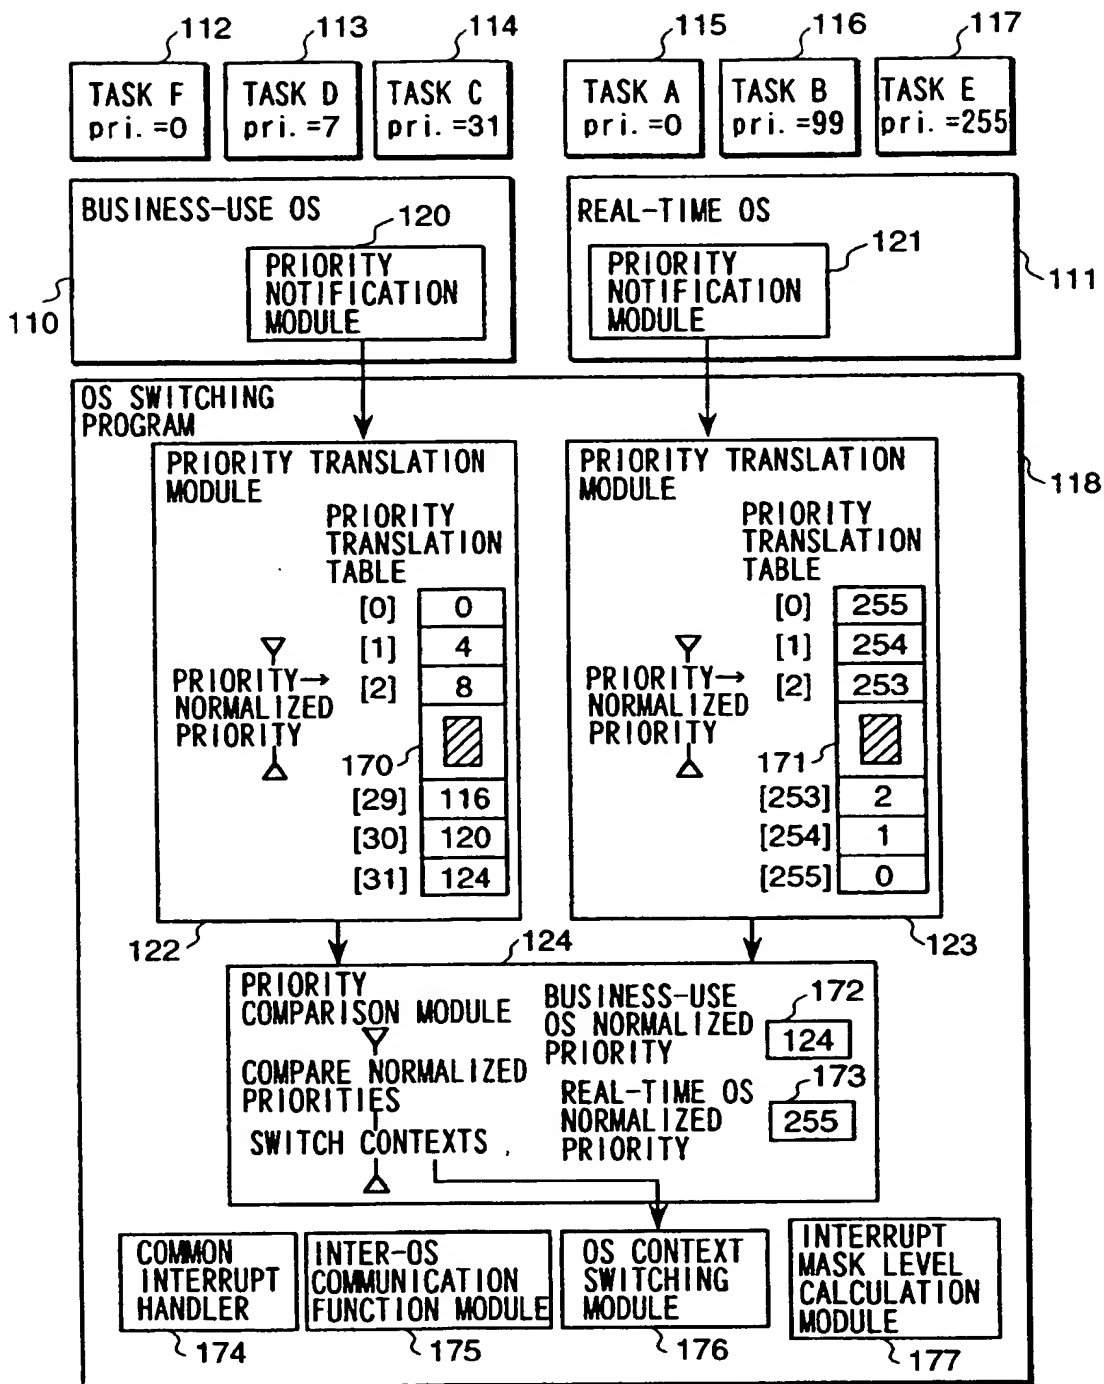 112
113
114
115
116
117
TASK F
pri.=0
TASK D
pri.=7
TASK C
pri.=31
TASK A
pri.=0
TASK B
pri.=99
TASK E
pri.=255
BUSINESS-USE OS
120
PRIORITY
NOTIFICATION
MODULE
110
REAL-TIME OS
121
PRIORITY
NOTIFICATION
MODULE
111
OS SWITCHING
PROGRAM
118
PRIORITY TRANSLATION
MODULE
PRIORITY
TRANSLATION
TABLE
[0] 0
[1] 4
[2] 8
PRIORITY→
NORMALIZED
PRIORITY
170
[29] 116
[30] 120
[31] 124
122
PRIORITY TRANSLATION
MODULE
PRIORITY
TRANSLATION
TABLE
[0] 255
[1] 254
[2] 253
PRIORITY→
NORMALIZED
PRIORITY
171
[253] 2
[254] 1
[255] 0
123
124
PRIORITY
COMPARISON MODULE
COMPARE NORMALIZED
PRIORITIES
SWITCH CONTEXTS
BUSINESS-USE
OS NORMALIZED
PRIORITY
172
124
REAL-TIME OS
NORMALIZED
PRIORITY
173
255
COMMON
INTERRUPT
HANDLER
174
INTER-OS
COMMUNICATION
FUNCTION MODULE
175
OS CONTEXT
SWITCHING
MODULE
176
INTERRUPT
MASK LEVEL
CALCULATION
MODULE
177